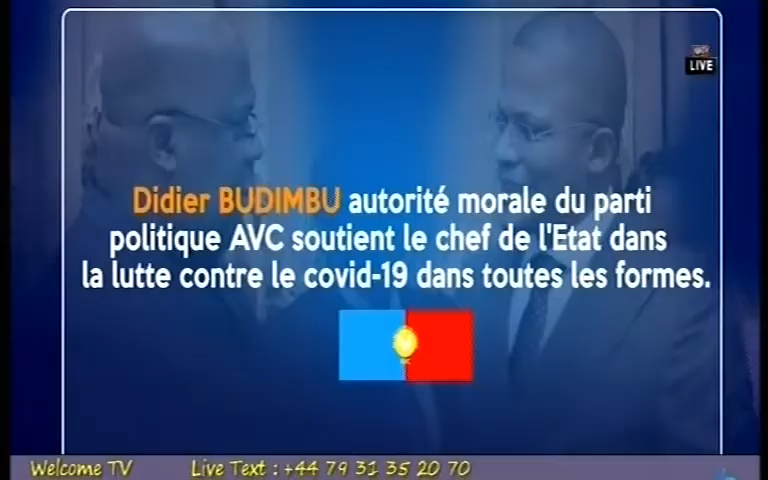 LIVE
Didier BUDIMBU autorité morale du parti
politique AVC soutient le chef de l'Etat dans
la lutte contre le covid-19 dans toutes les formes.
Welcome TV Live Text : +44 79 31 35 20 70